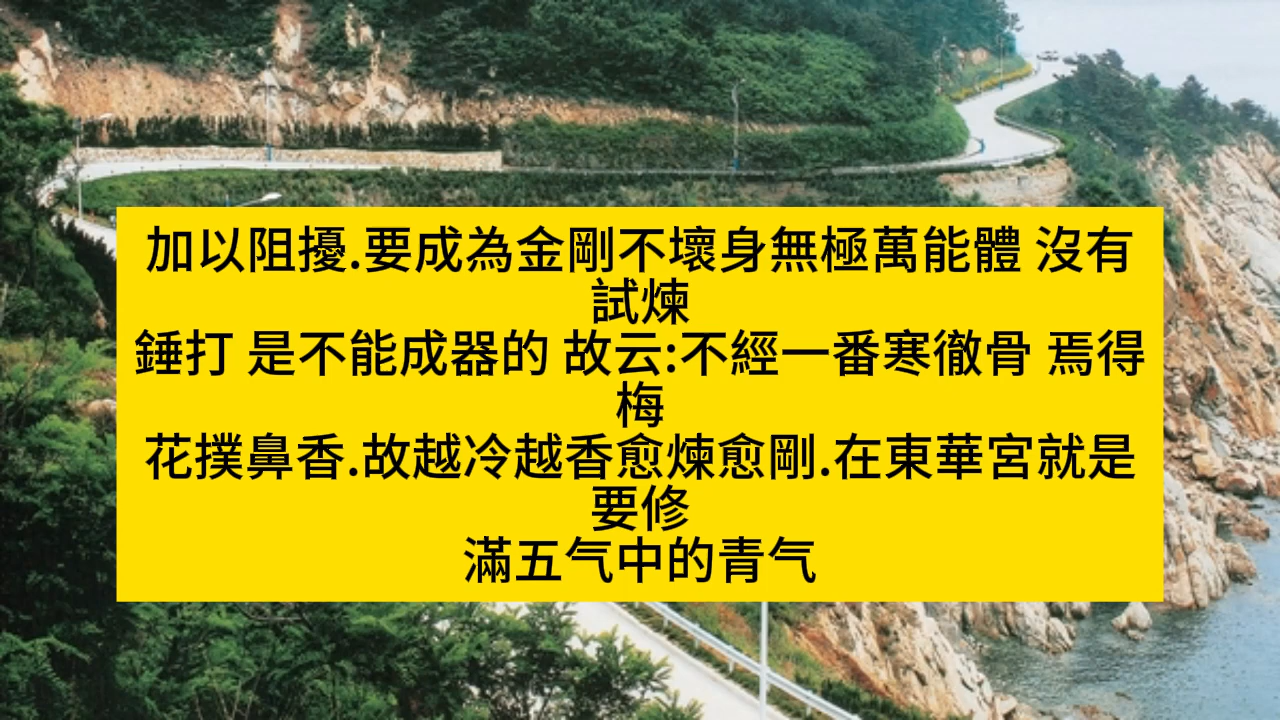 加以阻擾.要成為金剛不壞身無極萬能體 沒有
試煉
錘打 是不能成器的 故云:不經一番寒徹骨 焉得
梅
花撲鼻香.故越冷越香愈煉愈剛.在東華宮就是
要修
滿五气中的青气